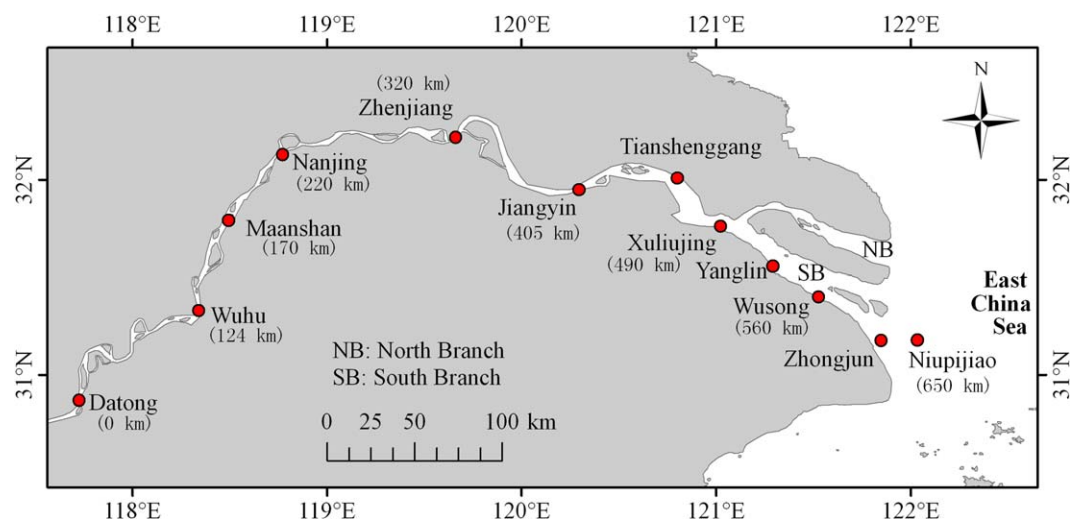 118°E 119°E 120°E 121°E 122°E
N
(320 km)
Zhenjiang
Tianshenggang
Nanjing
(220 km)
32°N
32°N
Jiangyin
(405 km)
Maanshan
(170 km)
Xuliujing
(490 km)
NB
Yanglin
SB
East
China
Sea
Wusong
(560 km)
Wuhu
(124 km)
NB: North Branch
SB: South Branch
Zhongjun
Niupijiao
(650 km)
31°N
31°N
Datong
(0 km)
0 25 50 100 km
118°E 119°E 120°E 121°E 122°E